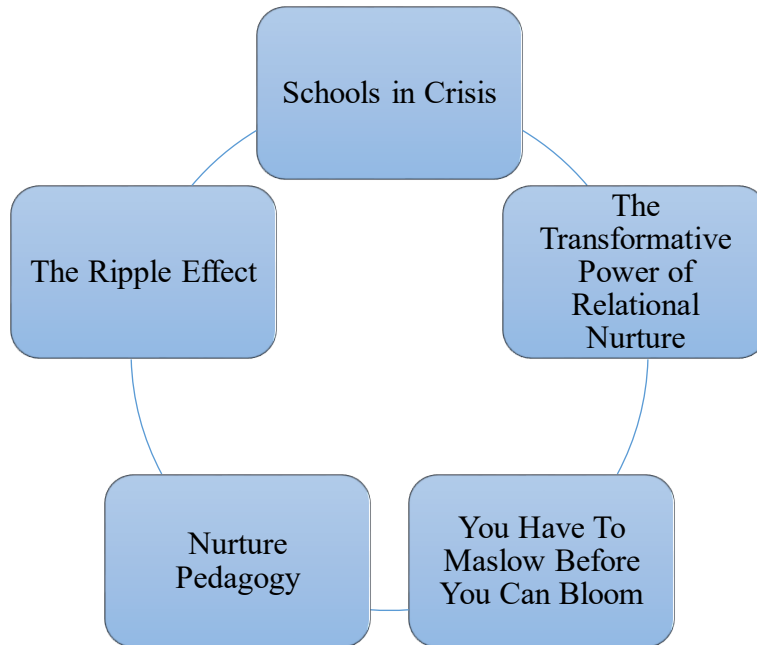 Schools in Crisis
The
Transformative
Power of
Relational
Nurture
You Have To
Maslow Before
You Can Bloom
Nurture
Pedagogy
The Ripple Effect